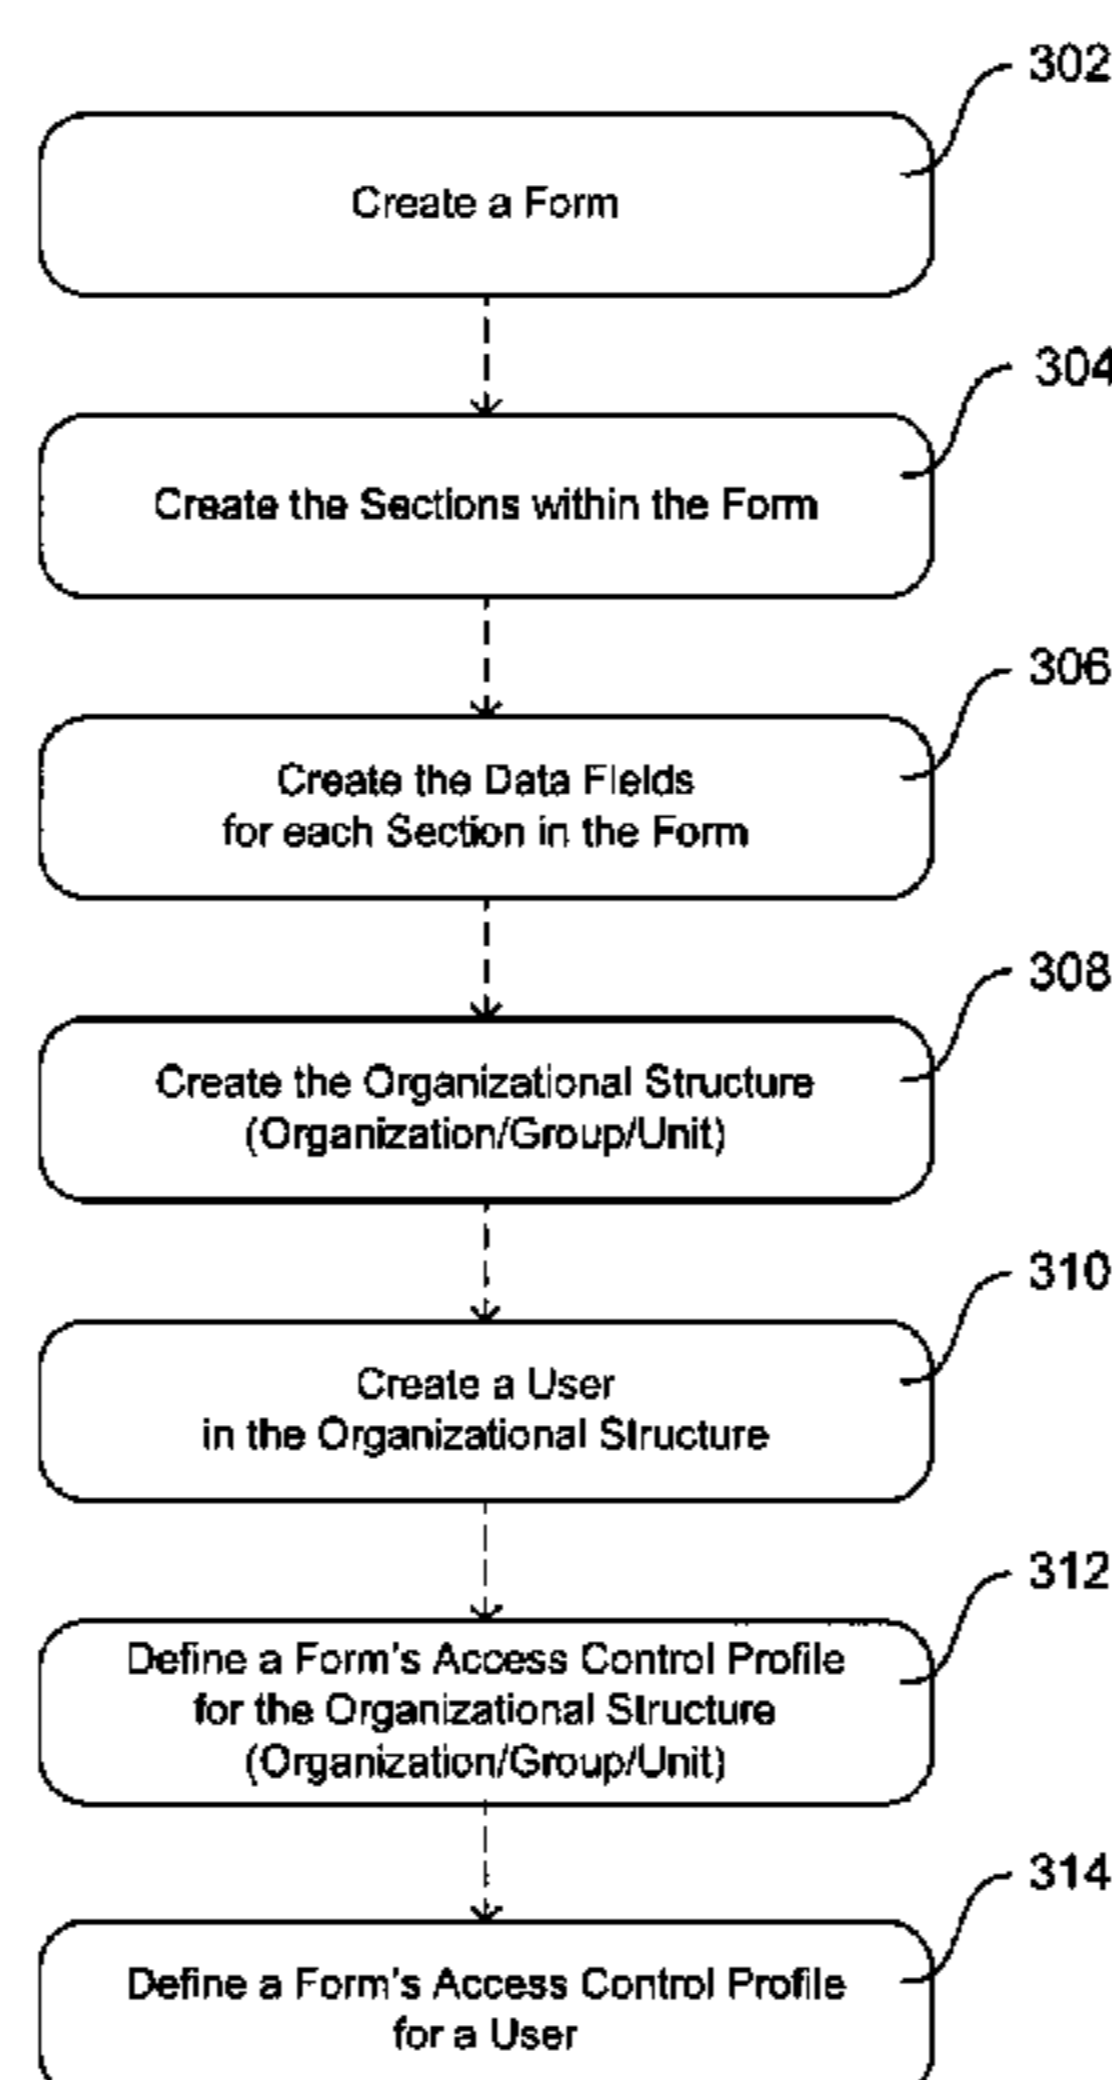 302
Create a Form
304
Create the Sections within the Form
306
Create the Data Fields
for each Section in the Form
308
Create the Organizational Structure
(Organization/Group/Unit)
310
Create a User
in the Organizational Structure
312
Define a Form's Access Control Profile
for the Organizational Structure
(Organization/Group/Unit)
314
Define a Form's Access Control Profile
for a User